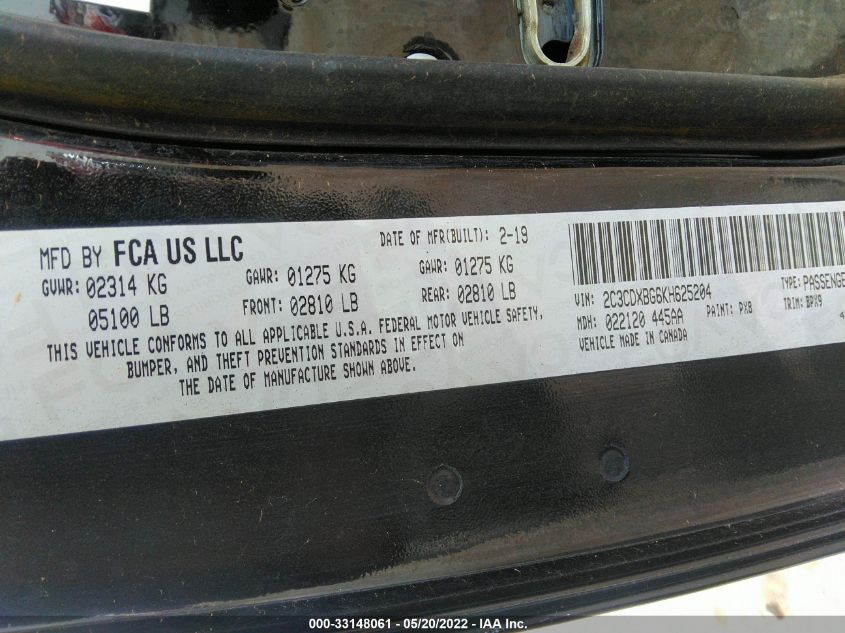 MFD BY FCA US LLC
DATE OF MFR(BUILT): 2-19
GVWR: 02314 KG
GAWR: 01275 KG
GAWR: 01275 KG
05100 LB
FRONT: 02810 LB
REAR: 02810 LB
THIS VEHICLE CONFORMS TO ALL APPLICABLE U.S.A. FEDERAL MOTOR VEHICLE SAFETY,
BUMPER, AND THEFT PREVENTION STANDARDS IN EFFECT ON
THE DATE OF MANUFACTURE SHOWN ABOVE.
VIN: 2C3CDXBG6KH625204
TYPE: PASSENGE
MDH: 022120 445AA
PAINT: PX8
TRIM: BPX9
VEHICLE MADE IN CANADA
4
000-33148061 - 05/20/2022 - IAA Inc.